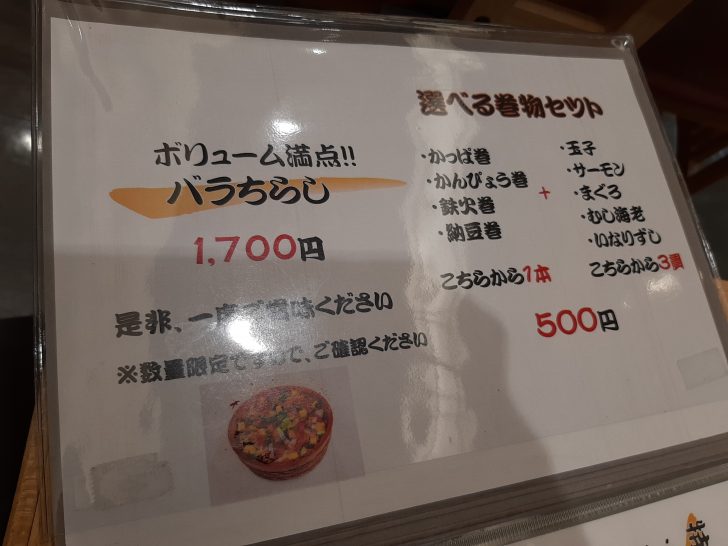 ボリューム満点!!
バラちらし
1,700円
是非、一度ご賞味ください
※数量限定ですので、ご確認ください
選べる巻物セット
・かっぱ巻
・かんぴょう巻
・鉄火巻
・納豆巻
こちらから1本
+
・玉子
・サーモン
・まぐろ
・むし海老
・いなりずし
こちらから3貫
500円